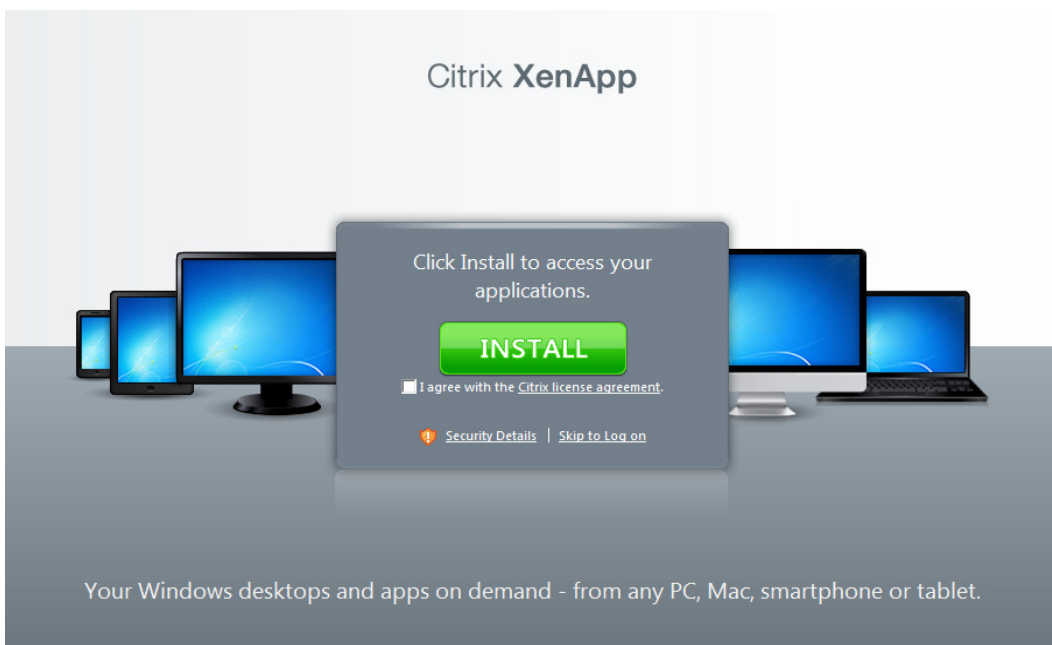 Citrix XenApp
Click Install to access your
applications.
INSTALL
I agree with the Citrix license agreement.
Security Details | Skip to Log on
Your Windows desktops and apps on demand - from any PC, Mac, smartphone or tablet.